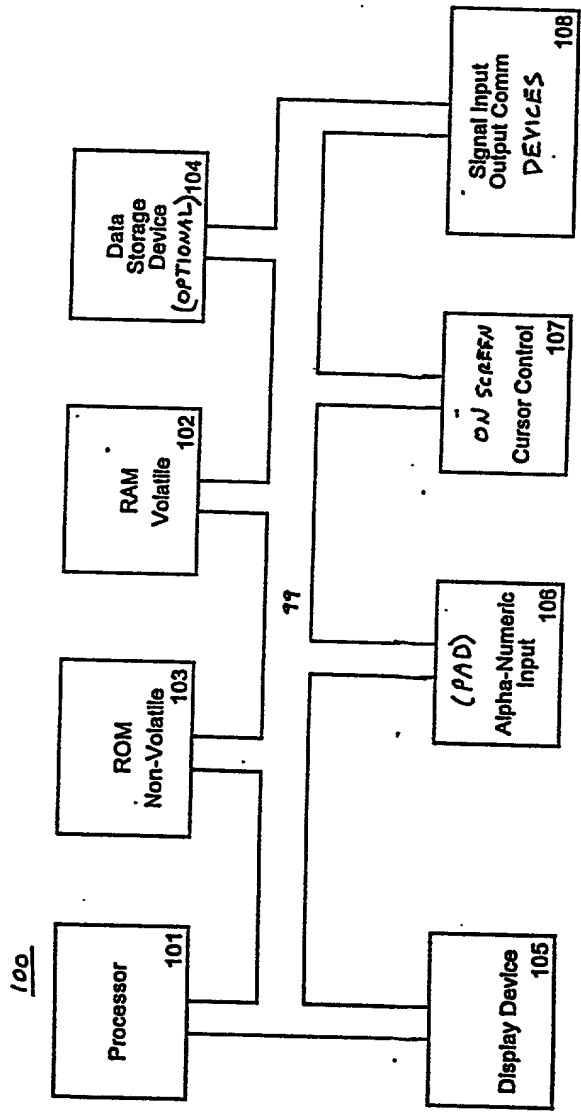 100
Processor
101
ROM
Non-Volatile
103
RAM
Volatile
102
Data
Storage
Device
(OPTIONAL)
104
99
Display Device
105
(PAD)
Alpha-Numeric
Input
106
ON SCREEN
Cursor Control
107
Signal Input
Output Comm
DEVICES
108